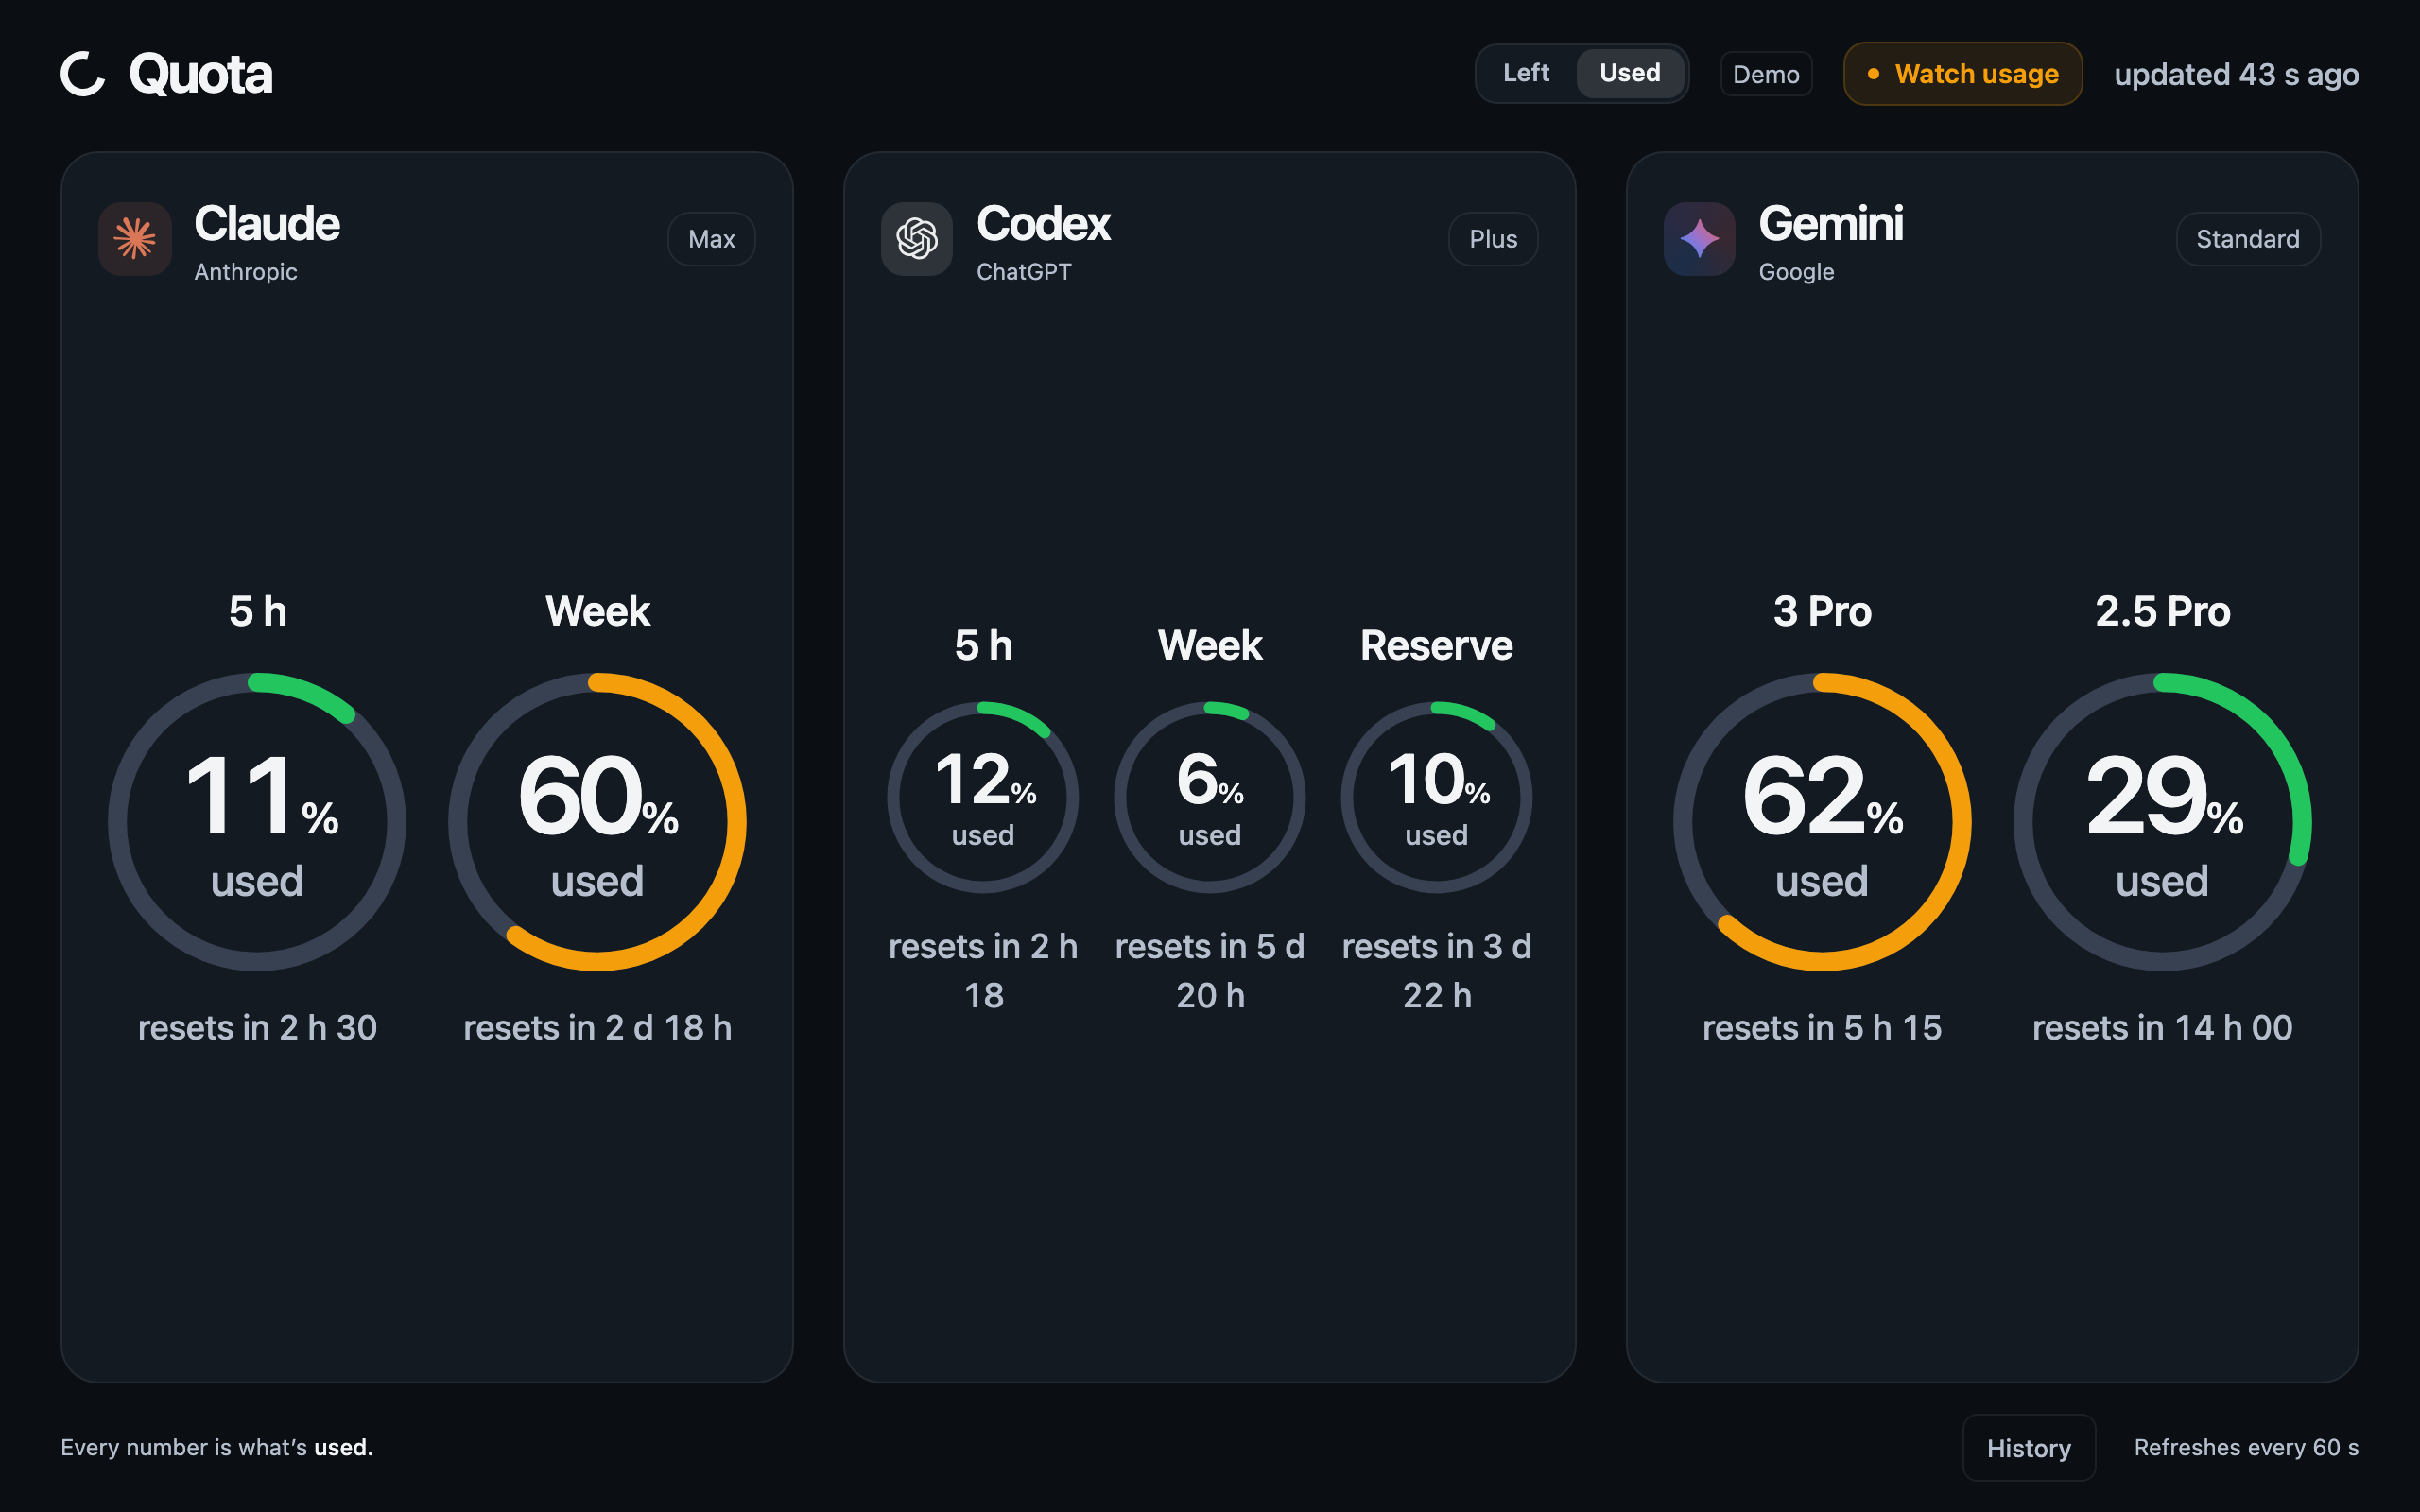 Quota
Left
Used
Demo
Watch usage
updated 43 s ago
Claude
Anthropic
Max
5 h
Week
11%
used
60%
used
resets in 2 h 30
resets in 2 d 18 h
Codex
ChatGPT
Plus
5 h
Week
Reserve
12%
used
6%
used
10%
used
resets in 2 h
18
resets in 5 d
20 h
resets in 3 d
22 h
Gemini
Google
Standard
3 Pro
2.5 Pro
62%
used
29%
used
resets in 5 h 15
resets in 14 h 00
Every number is what’s used.
History
Refreshes every 60 s